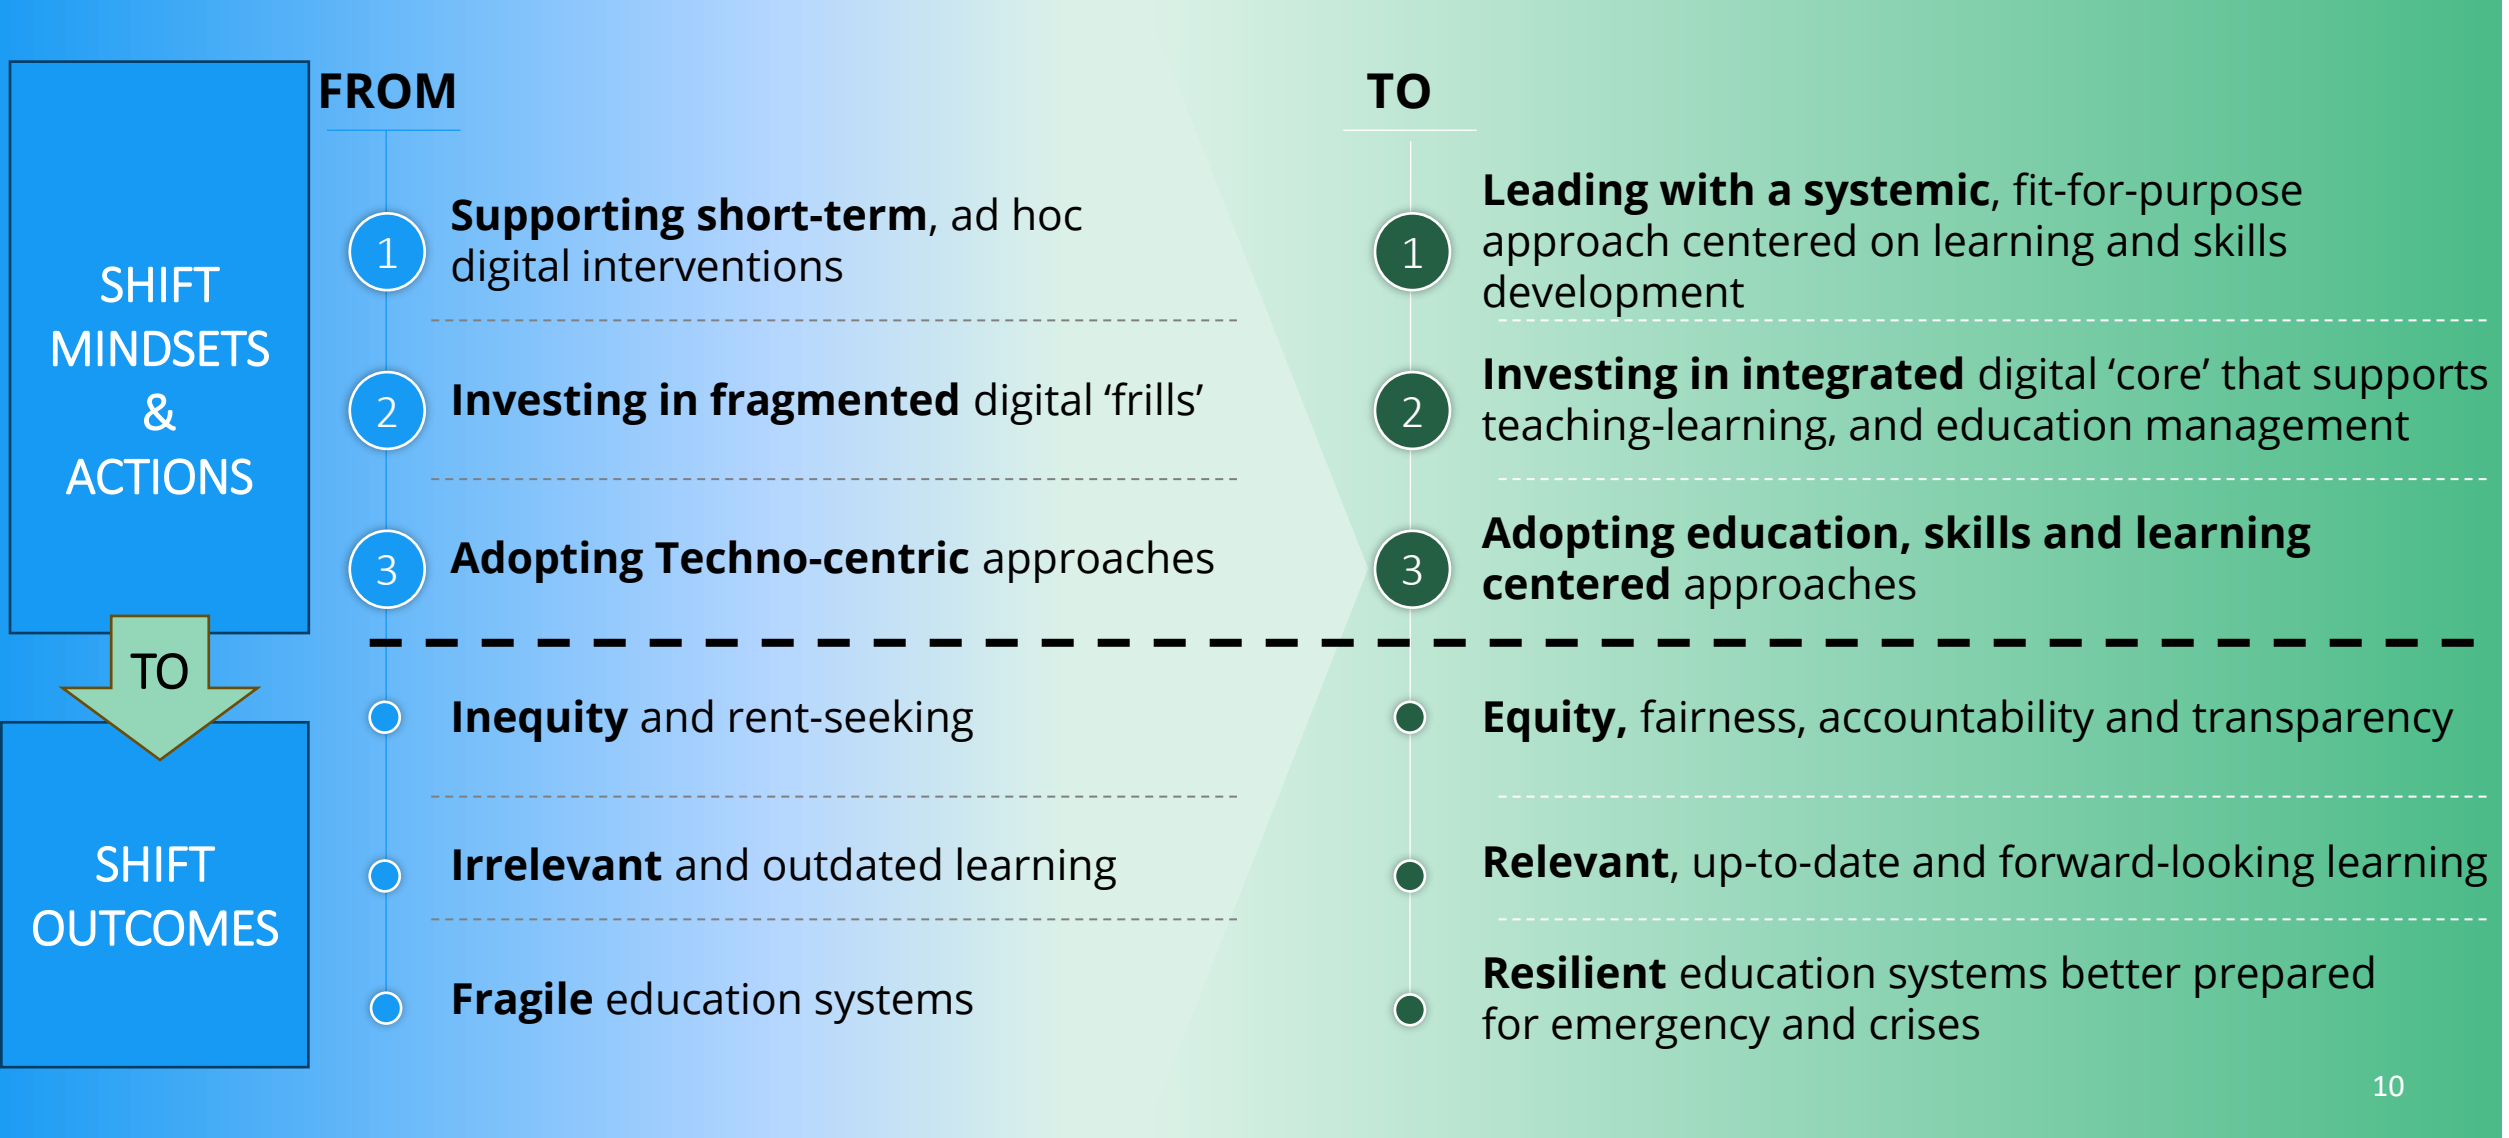 FROM
TO
SHIFT
MINDSETS
&
ACTIONS
1
Supporting short-term, ad hoc
digital interventions
1
Leading with a systemic, fit-for-purpose
approach centered on learning and skills
development
2
Investing in fragmented digital ‘frills’
2
Investing in integrated digital ‘core’ that supports
teaching-learning, and education management
3
Adopting Techno-centric approaches
3
Adopting education, skills and learning
centered approaches
TO
SHIFT
OUTCOMES
Inequity and rent-seeking
Equity, fairness, accountability and transparency
Irrelevant and outdated learning
Relevant, up-to-date and forward-looking learning
Fragile education systems
Resilient education systems better prepared
for emergency and crises
10